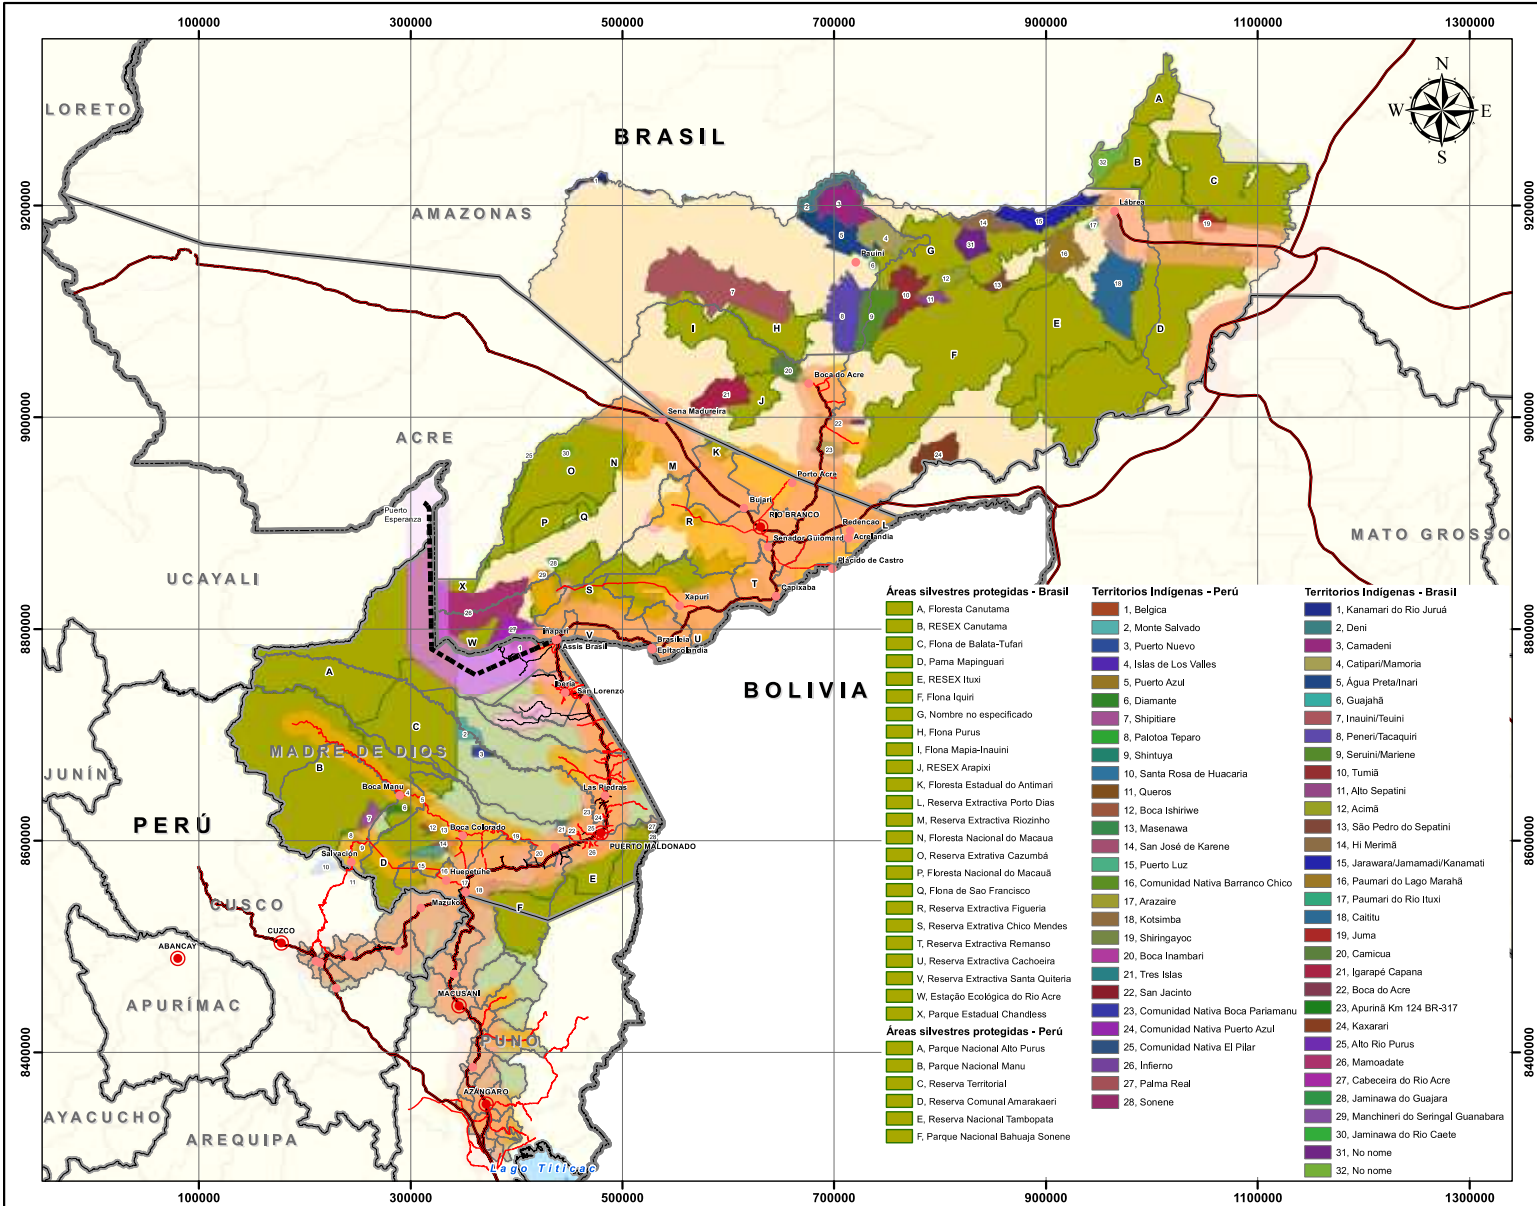 100000 300000 500000 700000 900000 1100000 1300000
N
W E
S
LORETO
BRASIL
AMAZONAS
9200000 9200000
Lábrea
Pauini
Boca do Acre
Sena Madureira
9000000 9000000
ACRE
Porto Acre
Bujari
RIO BRANCO
Redencao
Senador Guiomard
Acrelandia
Plácido de Castro
Puerto
Esperanza
MATO GROSSO
UCAYALI
Capixaba
Xapuri
8800000 8800000
Inapari
Assis Brasil
Brasileia
Epitacolandia
Iberia
San Lorenzo
BOLIVIA
MADRE DE DIOS
JUNÍN
Boca Manu
Las Piedras
PERÚ
Boca Colorado
PUERTO MALDONADO
8600000 8600000
Salvación
Huepetuhe
Mazuko
CUSCO
CUZCO
ABANCAY
APURÍMAC
MACUSANI
PUNO
8400000 8400000
AZANGARO
AYACUCHO
AREQUIPA
Lago Titicac
100000 300000 500000 700000 900000 1100000 1300000
Áreas silvestres protegidas - Brasil
A, Floresta Canutama
B, RESEX Canutama
C, Flona de Balata-Tufari
D, Parna Mapinguari
E, RESEX Ituxi
F, Flona Iquiri
G, Nombre no especificado
H, Flona Purus
I, Flona Mapia-Inauini
J, RESEX Arapixi
K, Floresta Estadual do Antimari
L, Reserva Extractiva Porto Dias
M, Reserva Extractiva Riozinho
N, Floresta Nacional do Macaua
O, Reserva Extrativa Cazumbá
P, Floresta Nacional do Macauã
Q, Flona de Sao Francisco
R, Reserva Extractiva Figueria
S, Reserva Extrativa Chico Mendes
T, Reserva Extractiva Remanso
U, Reserva Extractiva Cachoeira
V, Reserva Extractiva Santa Quiteria
W, Estação Ecológica do Rio Acre
X, Parque Estadual Chandless
Áreas silvestres protegidas - Perú
A, Parque Nacional Alto Purus
B, Parque Nacional Manu
C, Reserva Territorial
D, Reserva Comunal Amarakaeri
E, Reserva Nacional Tambopata
F, Parque Nacional Bahuaja Sonene
Territorios Indígenas - Perú
1, Belgica
2, Monte Salvado
3, Puerto Nuevo
4, Islas de Los Valles
5, Puerto Azul
6, Diamante
7, Shipitiare
8, Palotoa Teparo
9, Shintuya
10, Santa Rosa de Huacaria
11, Queros
12, Boca Ishiriwe
13, Masenawa
14, San José de Karene
15, Puerto Luz
16, Comunidad Nativa Barranco Chico
17, Arazaire
18, Kotsimba
19, Shiringayoc
20, Boca Inambari
21, Tres Islas
22, San Jacinto
23, Comunidad Nativa Boca Pariamanu
24, Comunidad Nativa Puerto Azul
25, Comunidad Nativa El Pilar
26, Infierno
27, Palma Real
28, Sonene
Territorios Indígenas - Brasil
1, Kanamari do Rio Juruá
2, Deni
3, Camadeni
4, Catipari/Mamoria
5, Água Preta/Inari
6, Guajahã
7, Inauini/Teuini
8, Peneri/Tacaquiri
9, Seruini/Mariene
10, Tumiã
11, Alto Sepatini
12, Acimã
13, São Pedro do Sepatini
14, Hi Merimã
15, Jarawara/Jamamadi/Kanamati
16, Paumari do Lago Marahã
17, Paumari do Rio Ituxi
18, Caititu
19, Juma
20, Camicua
21, Igarapé Capana
22, Boca do Acre
23, Apurinã Km 124 BR-317
24, Kaxarari
25, Alto Rio Purus
26, Mamoadate
27, Cabeceira do Rio Acre
28, Jaminawa do Guajara
29, Manchineri do Seringal Guanabara
30, Jaminawa do Rio Caete
31, No nome
32, No nome